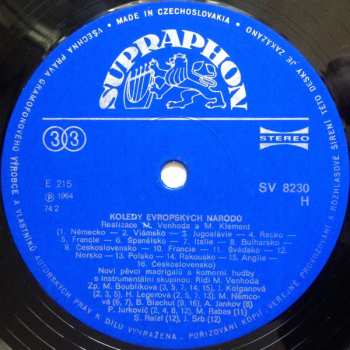 • MADE IN CZECHOSLOVAKIA •
VŠECHNA PRÁVA GRAMOFONOVÉHO VÝROBCE A VLASTNÍKŮ AUTORSKÝCH PRÁV K DÍLU VYHRAZENA. POŘIZOVÁNÍ KOPIÍ, VEŘEJNÉ PROVOZOVÁNÍ A ROZHLASOVÉ ŠÍŘENÍ TÉTO DESKY JE ZAKÁZÁNO
SUPRAPHON
33
STEREO
E 215
SV 8230
H
℗ 1964
74 2
KOLEDY EVROPSKÝCH NÁRODŮ
Realizace M. Venhoda a M. Klement
(1. Německo - 2. Vlámsko - 3. Jugoslávie - 4. Řecko -
5. Francie - 6. Španělsko - 7. Itálie - 8. Bulharsko -
9. Československo - 10. Francie - 11. Švédsko - 12.
Norsko - 13. Polsko - 14. Rakousko - 15. Anglie -
16. Československo)
Noví pěvci madrigalů a komorní hudby
s instrumentální skupinou. Řídí M. Venhoda
Zp. M. Boublíková (3, 5, 7, 14, 15), I. Kolganová
(2, 3, 5), H. Legerová (2, 5, 7, 13), M. Němco-
vá (7), B. Blachut (9, 16), A. Jankov (8)
P. Jurkovič (2, 4, 14), M. Rabas (11)
S. Rašel (12), J. Srb (12)